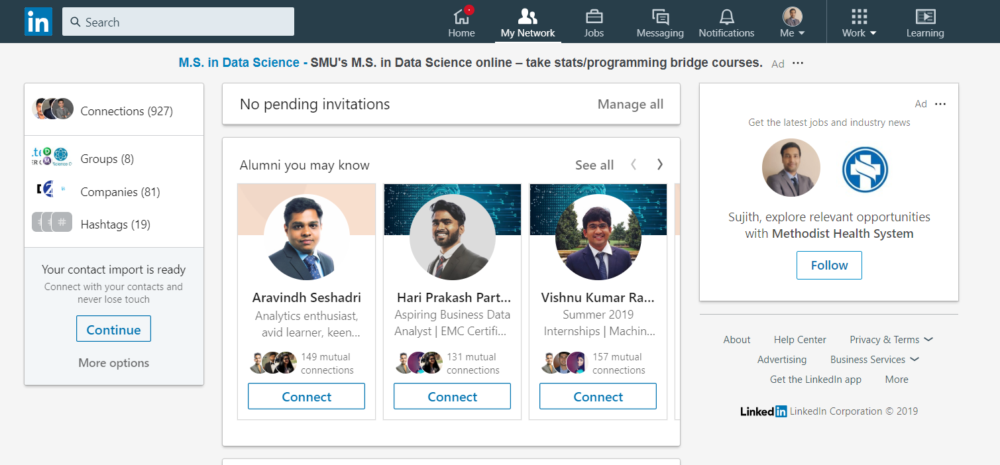 in
Search
Home
My Network
Jobs
Messaging
Notifications
Me
Work
Learning
M.S. in Data Science - SMU's M.S. in Data Science online – take stats/programming bridge courses. Ad ···
Connections (927)
Groups (8)
Companies (81)
Hashtags (19)
Your contact import is ready
Connect with your contacts and
never lose touch
Continue
More options
No pending invitations
Manage all
Alumni you may know
See all
Aravindh Seshadri
Analytics enthusiast,
avid learner, keen...
149 mutual
connections
Connect
Hari Prakash Part...
Aspiring Business Data
Analyst | EMC Certifi...
131 mutual
connections
Connect
Vishnu Kumar Ra...
Summer 2019
Internships | Machin...
157 mutual
connections
Connect
Ad ···
Get the latest jobs and industry news
Sujith, explore relevant opportunities
with Methodist Health System
Follow
About Help Center Privacy & Terms
Advertising Business Services
Get the LinkedIn app More
LinkedIn LinkedIn Corporation © 2019